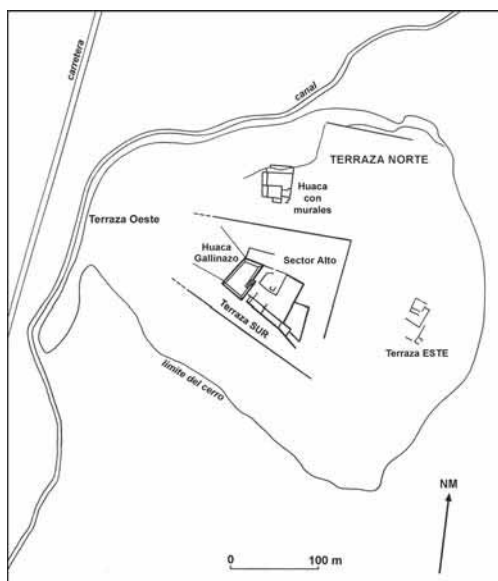 carretera
canal
TERRAZA NORTE
Huaca
con
murales
Terraza Oeste
Huaca
Gallinazo
Sector Alto
Terraza SUR
Terraza ESTE
límite del cerro
NM
0 100 m